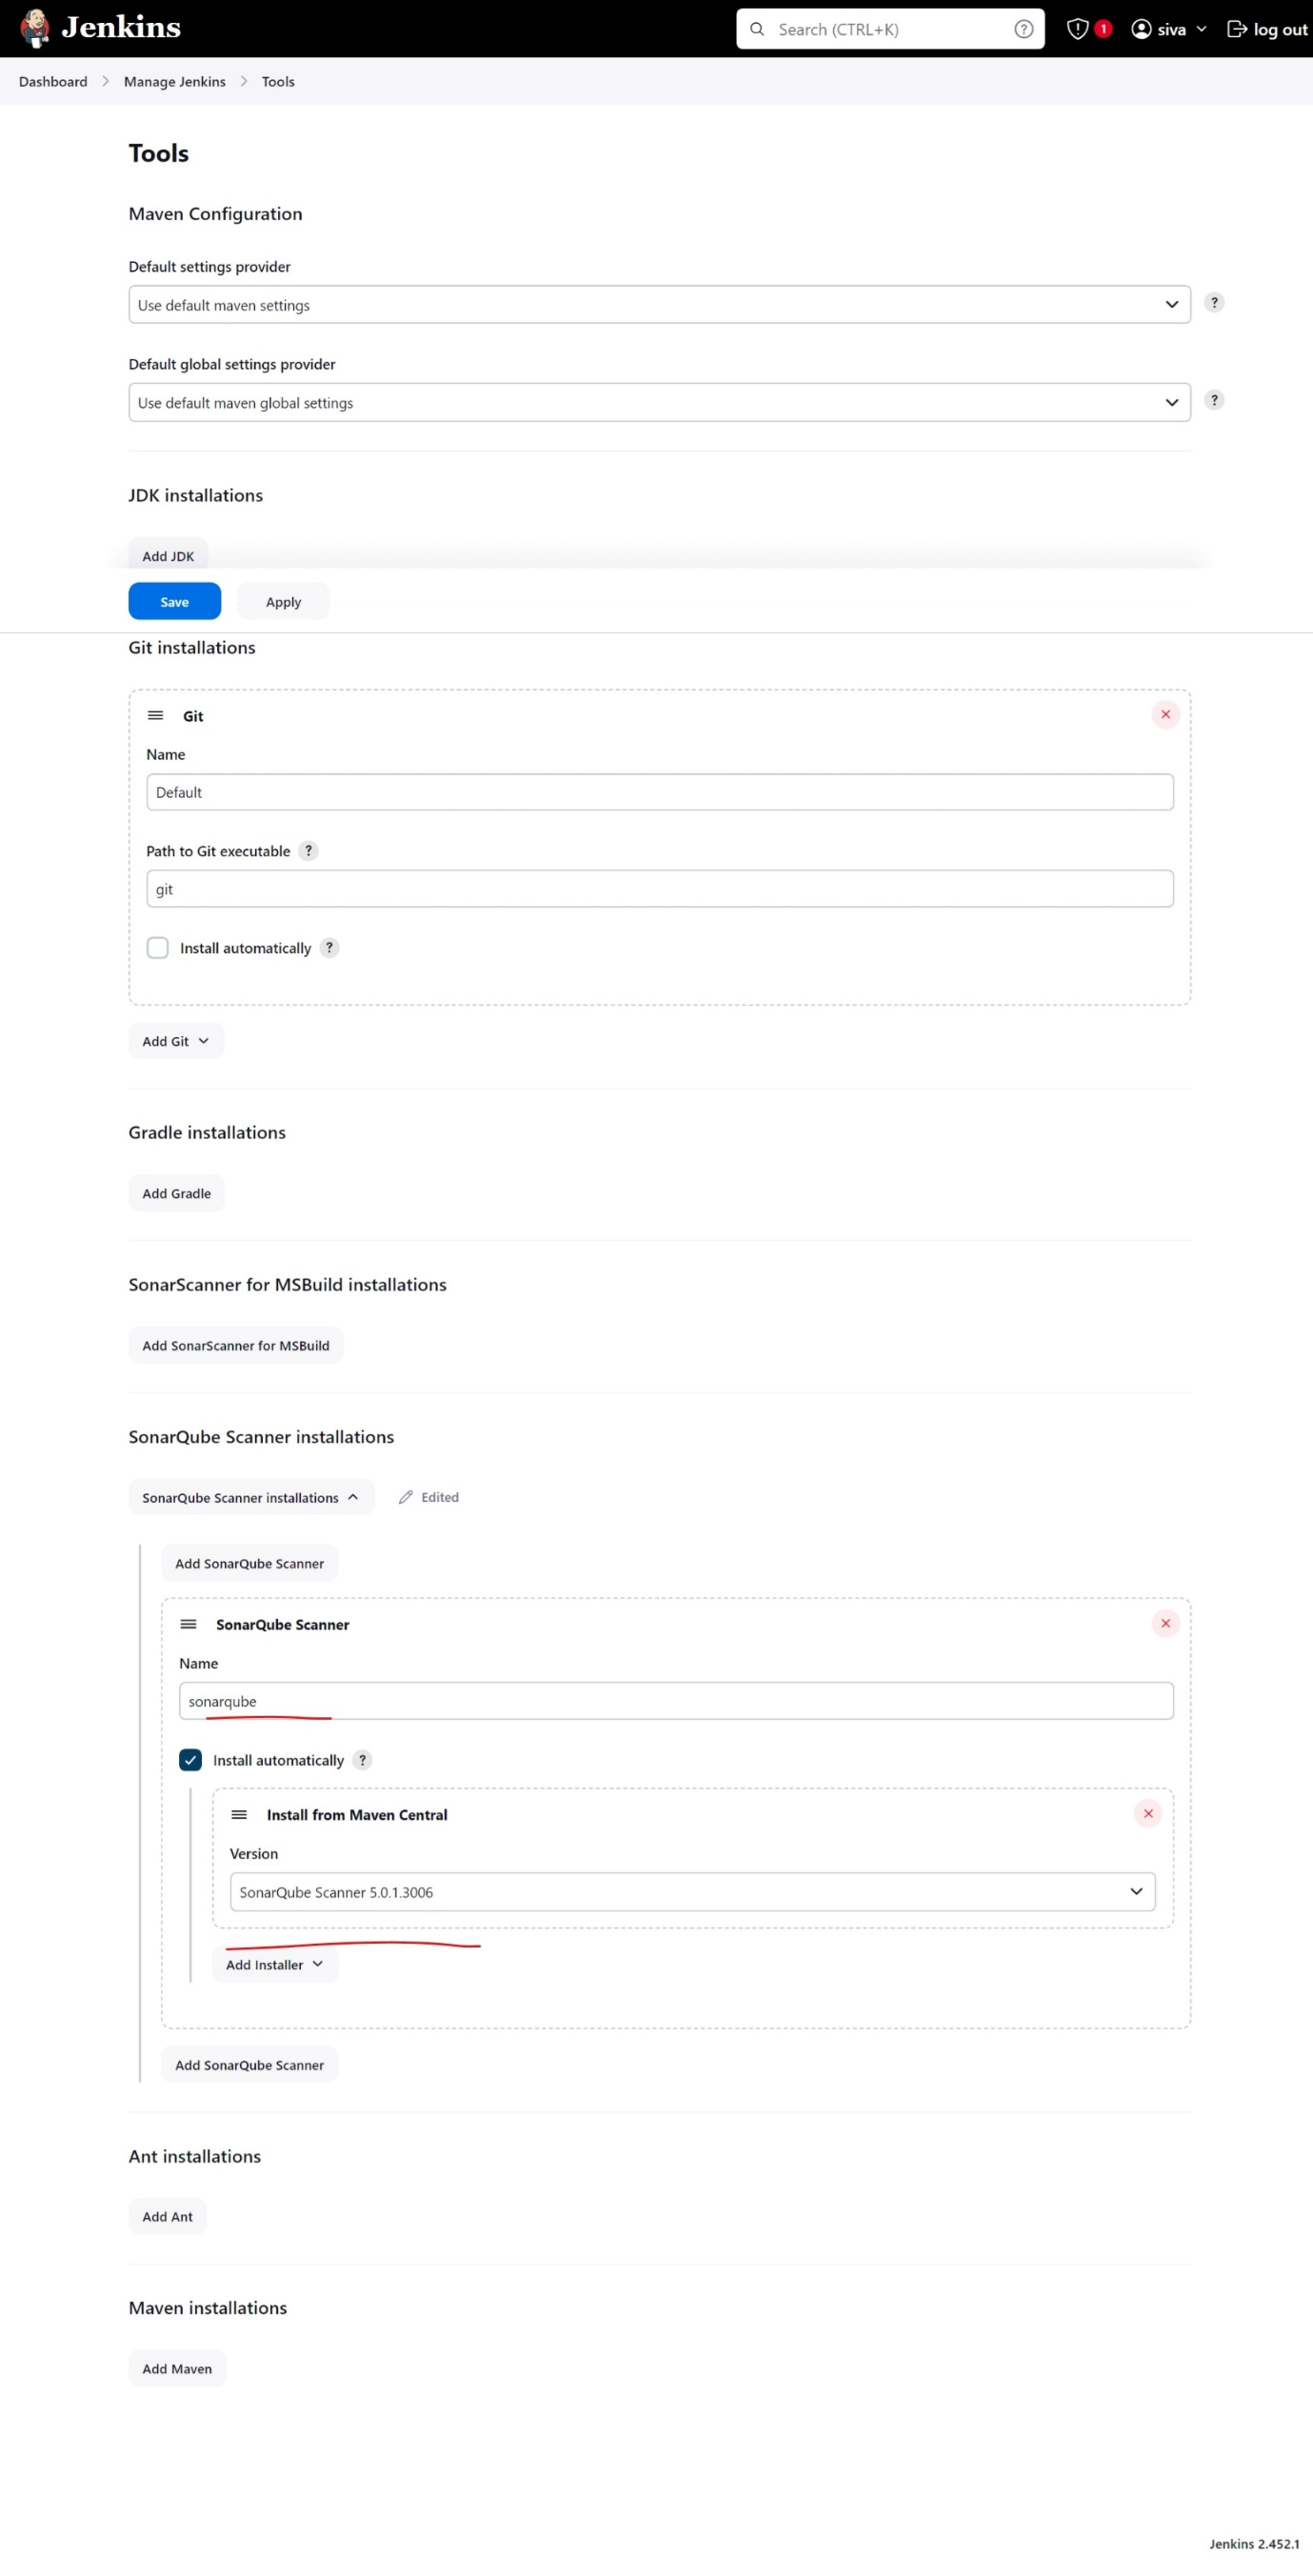 Jenkins
Search (CTRL+K) ? 1 siva log out
Dashboard Manage Jenkins Tools
Tools
Maven Configuration
Default settings provider
Use default maven settings ?
Default global settings provider
Use default maven global settings ?
JDK installations
Add JDK
Save Apply
Git installations
Git
Name
Default
Path to Git executable ?
git
Install automatically ?
Add Git
Gradle installations
Add Gradle
SonarScanner for MSBuild installations
Add SonarScanner for MSBuild
SonarQube Scanner installations
SonarQube Scanner installations Edited
Add SonarQube Scanner
SonarQube Scanner
Name
sonarqube
Install automatically ?
Install from Maven Central
Version
SonarQube Scanner 5.0.1.3006
Add Installer
Add SonarQube Scanner
Ant installations
Add Ant
Maven installations
Add Maven
Jenkins 2.452.1